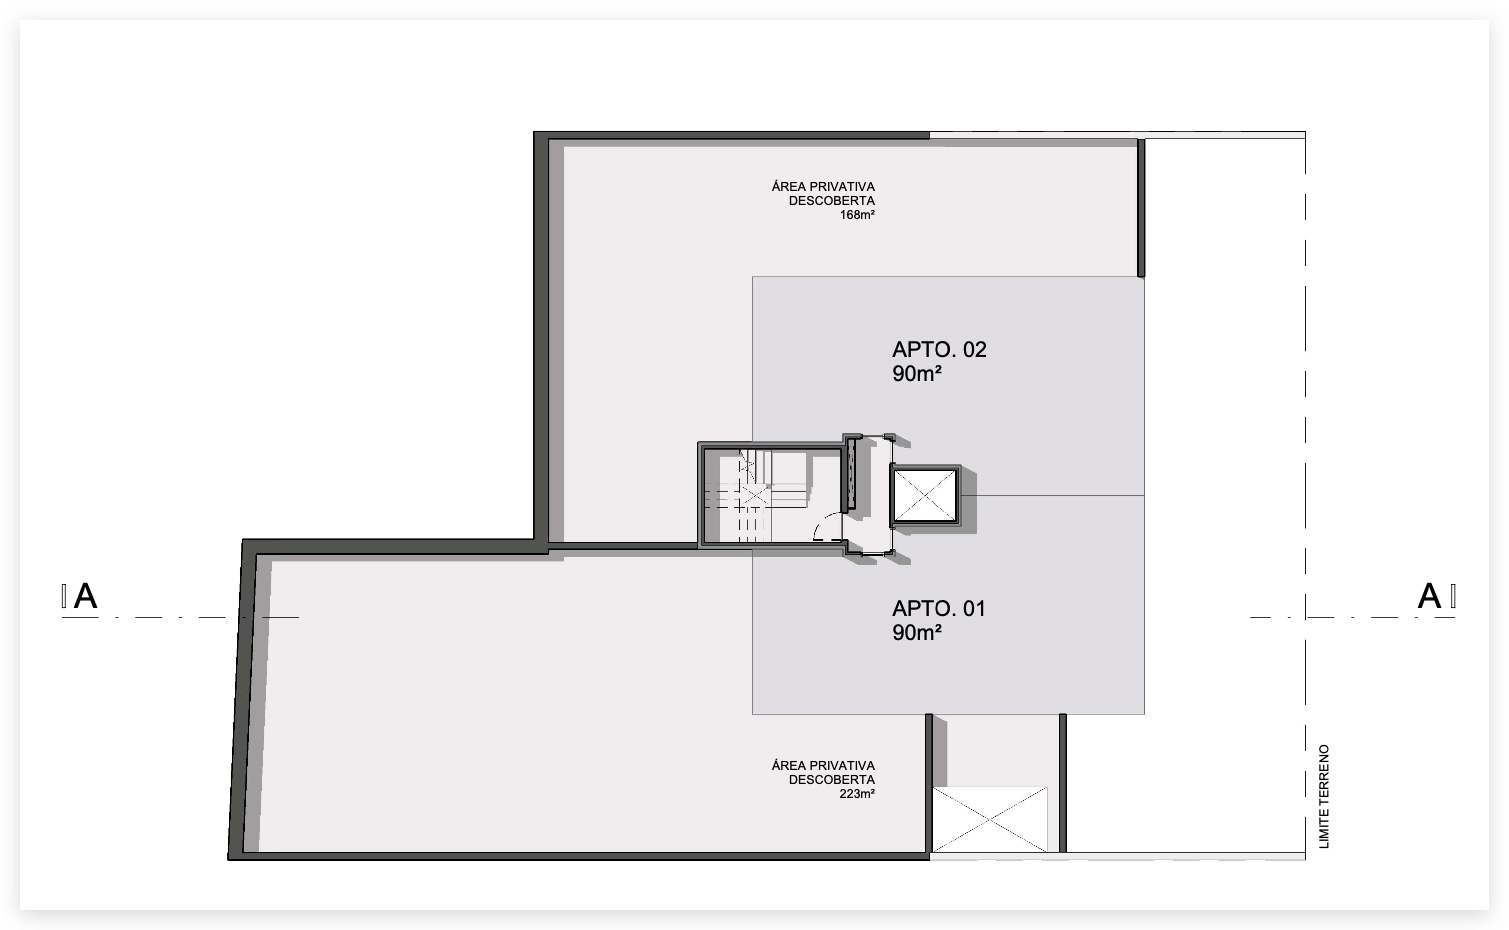 ÁREA PRIVATIVA
DESCOBERTA
168m²
APTO. 02
90m²
A
A
APTO. 01
90m²
ÁREA PRIVATIVA
DESCOBERTA
223m²
LIMITE TERRENO